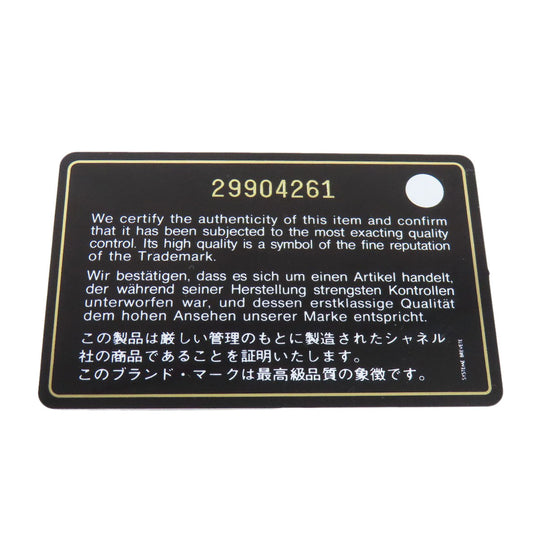 29904261
We certify the authenticity of this item and confirm
that it has been subjected to the most exacting quality
control. Its high quality is a symbol of the fine reputation
of the Trademark.
Wir bestätigen, dass es sich um einen Artikel handelt,
der während seiner Herstellung strengsten Kontrollen
unterworfen war, und dessen erstklassige Qualität
dem hohen Ansehen unserer Marke entspricht.
この製品は厳しい管理のもとに製造されたシャネル
社の商品であることを証明いたします。
このブランド・マークは最高級品質の象徴です。
SYSTEME BREVETE